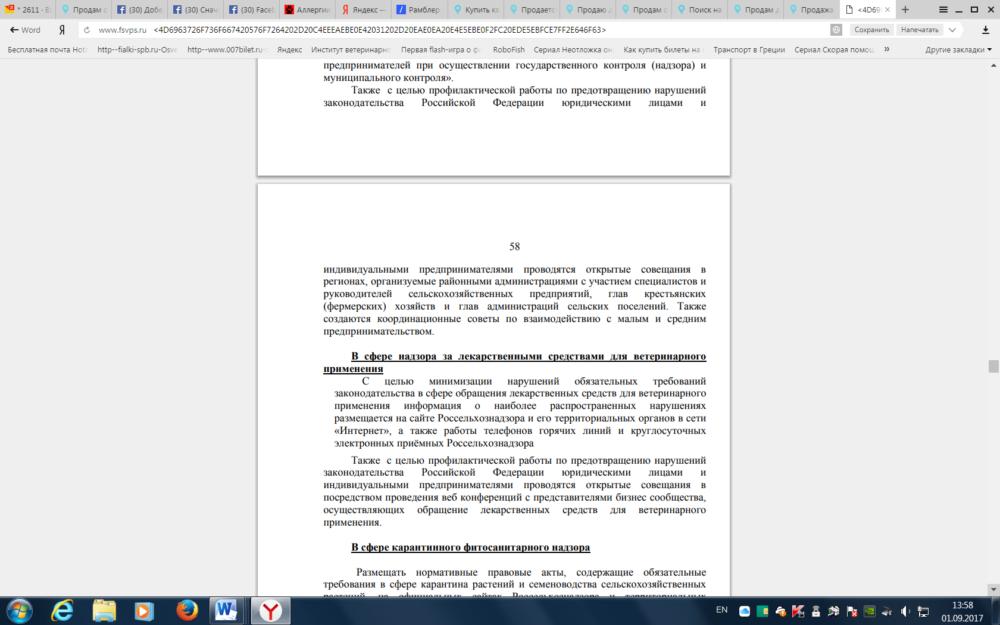 * 2611 · В
Продам с
(30) Добе
(30) Снач
(30) Faceb
Аллергии
Яндекс —
Рамблер
Купить кв
Продаетс
Продаю д
Продам о
Поиск на
Продам д
Продажа
<4D696
Word
www.fsvps.ru <4D6963726F736F667420576F7264202D20C4EEEAEBE0E42031202D20EAE0EA20E4E5EBE0F2FC20EDE5EBFCE7FF2E646F63>
Сохранить
Напечатать
Бесплатная почта Hotm
http--fialki-spb.ru-Osve
http--www.007bilet.ru-z
Яндекс
Институт ветеринарно
Первая flash-игра о фи
RoboFish
Сериал Неотложка он
Как купить билеты на
Транспорт в Греции
Сериал Скорая помощ
»
Другие закладки
предпринимателей при осуществлении государственного контроля (надзора) и
муниципального контроля».
Также с целью профилактической работы по предотвращению нарушений
законодательства Российской Федерации юридическими лицами и
58
индивидуальными предпринимателями проводятся открытые совещания в
регионах, организуемые районными администрациями с участием специалистов и
руководителей сельскохозяйственных предприятий, глав крестьянских
(фермерских) хозяйств и глав администраций сельских поселений. Также
создаются координационные советы по взаимодействию с малым и средним
предпринимательством.
В сфере надзора за лекарственными средствами для ветеринарного
применения
С целью минимизации нарушений обязательных требований
законодательства в сфере обращения лекарственных средств для ветеринарного
применения информация о наиболее распространенных нарушениях
размещается на сайте Россельхознадзора и его территориальных органов в сети
«Интернет», а также работы телефонов горячих линий и круглосуточных
электронных приёмных Россельхознадзора
Также с целью профилактической работы по предотвращению нарушений
законодательства Российской Федерации юридическими лицами и
индивидуальными предпринимателями проводятся открытые совещания в
посредством проведения веб конференций с представителями бизнес сообщества,
осуществляющих обращение лекарственных средств для ветеринарного
применения.
В сфере карантинного фитосанитарного надзора
Размещать нормативные правовые акты, содержащие обязательные
требования в сфере карантина растений и семеноводства сельскохозяйственных
растений на официальных сайтах Россельхознадзора и территориальных
EN
13:58
01.09.2017